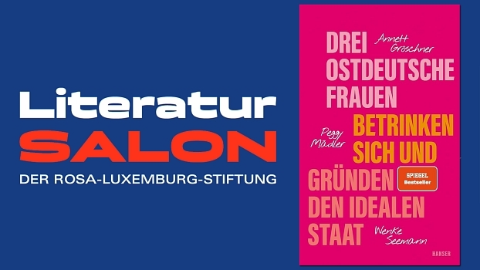 Literatur
SALON
DER ROSA-LUXEMBURG-STIFTUNG
DREI
Annett
Gröschner
OSTDEUTSCHE
FRAUEN
Peggy
Mädler
BETRINKEN
SICH UND
GRÜNDEN
SPIEGEL
Bestseller
DEN IDEALEN
STAAT
Wenke
Seemann
HANSER